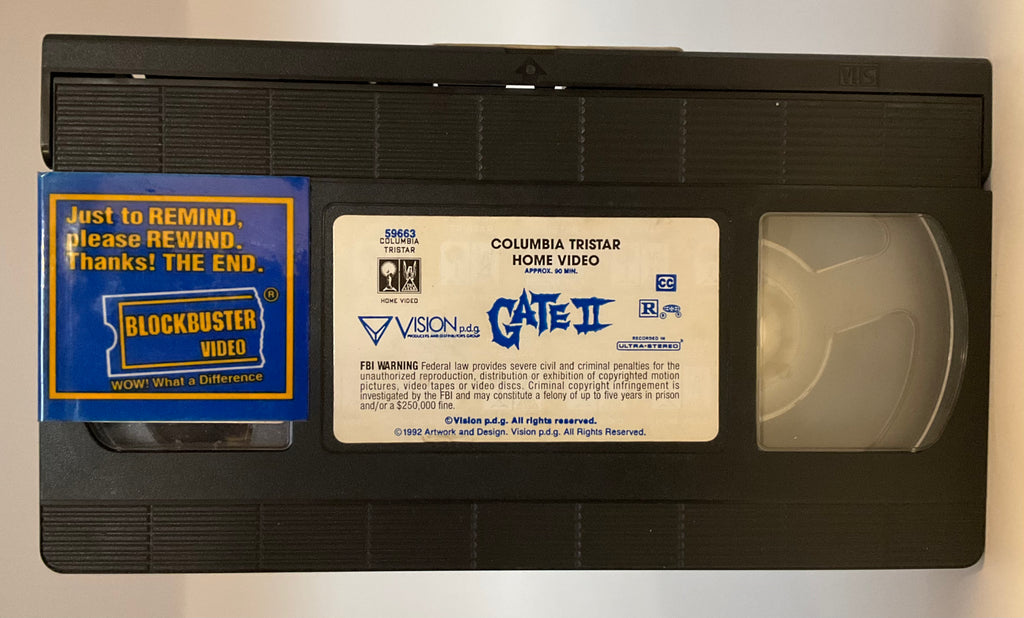 VHS
Just to REMIND,
please REWIND.
Thanks! THE END.
®
BLOCKBUSTER
VIDEO
WOW! What a Difference
59663
COLUMBIA
TRISTAR
HOME VIDEO
COLUMBIA TRISTAR
HOME VIDEO
APPROX. 90 MIN.
CC
VISION p.d.g.
PRODUCERS AND DISTRIBUTORS GROUP
GATE II
R
RECORDED IN
ULTRA-STEREO
FBI WARNING Federal law provides severe civil and criminal penalties for the
unauthorized reproduction, distribution or exhibition of copyrighted motion
pictures, video tapes or video discs. Criminal copyright infringement is
investigated by the FBI and may constitute a felony of up to five years in prison
and/or a $250,000 fine.
©Vision p.d.g. All rights reserved.
©1992 Artwork and Design. Vision p.d.g. All Rights Reserved.